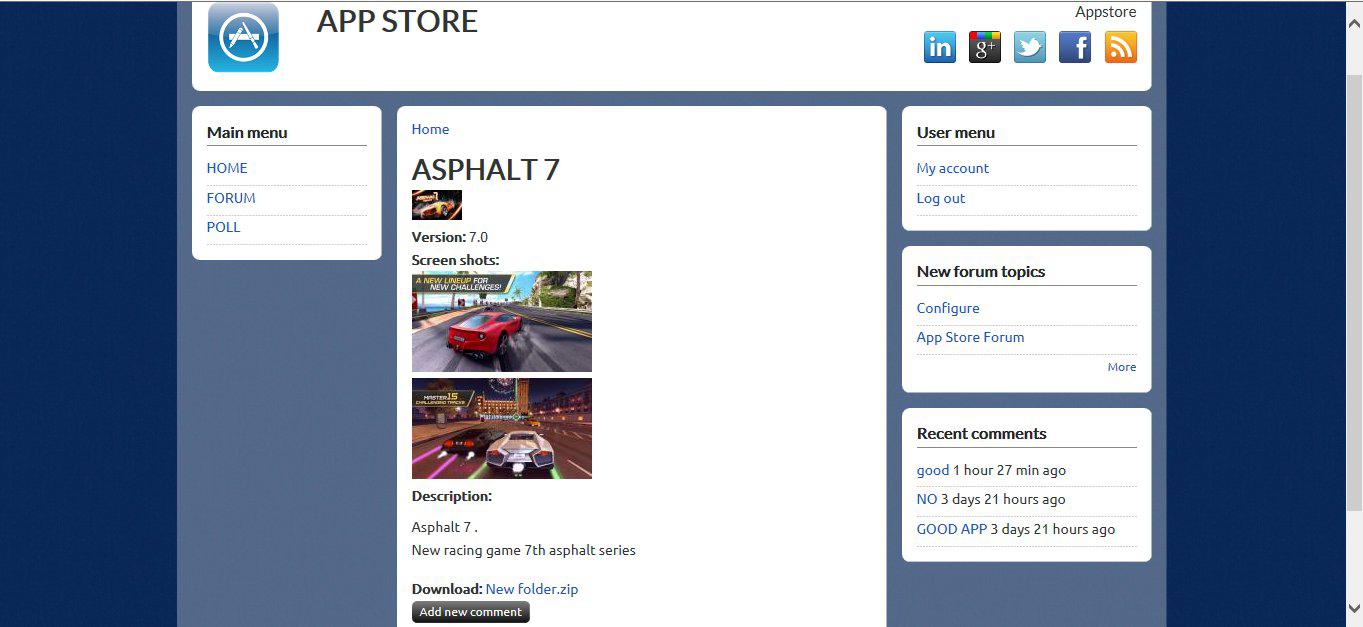 APP STORE
Appstore
in
g+
f
Main menu
HOME
FORUM
POLL
Home
ASPHALT 7
Version: 7.0
Screen shots:
A NEW LINEUP FOR
NEW CHALLENGES!
MASTER 15
CHALLENGING TRACKS
Description:
Asphalt 7 .
New racing game 7th asphalt series
Download: New folder.zip
Add new comment
User menu
My account
Log out
New forum topics
Configure
App Store Forum
More
Recent comments
good 1 hour 27 min ago
NO 3 days 21 hours ago
GOOD APP 3 days 21 hours ago